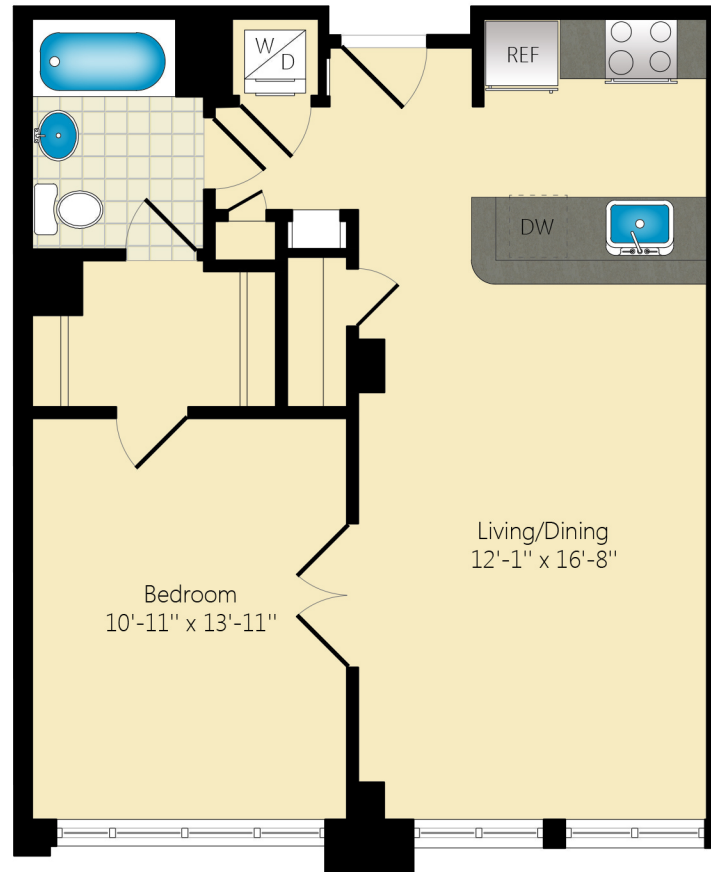 W
D
REF
DW
Living/Dining
12'-1" x 16'-8"
Bedroom
10'-11" x 13'-11"